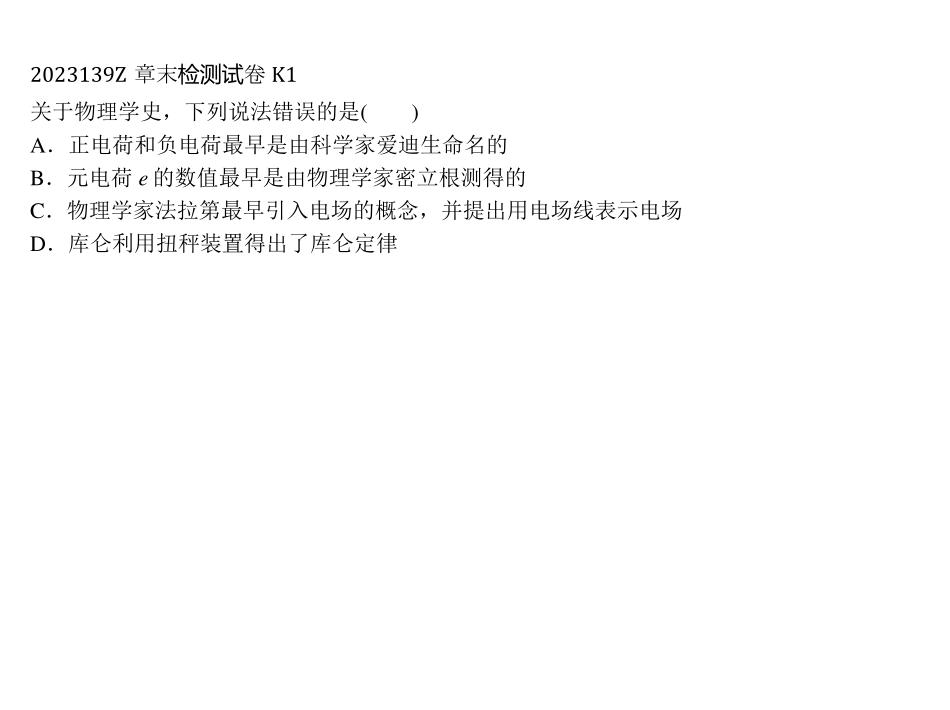 2023139Z 章末检测试卷 K1
关于物理学史，下列说法错误的是(　　)
A．正电荷和负电荷最早是由科学家爱迪生命名的
B．元电荷 e 的数值最早是由物理学家密立根测得的
C．物理学家法拉第最早引入电场的概念，并提出用电场线表示电场
D．库仑利用扭秤装置得出了库仑定律